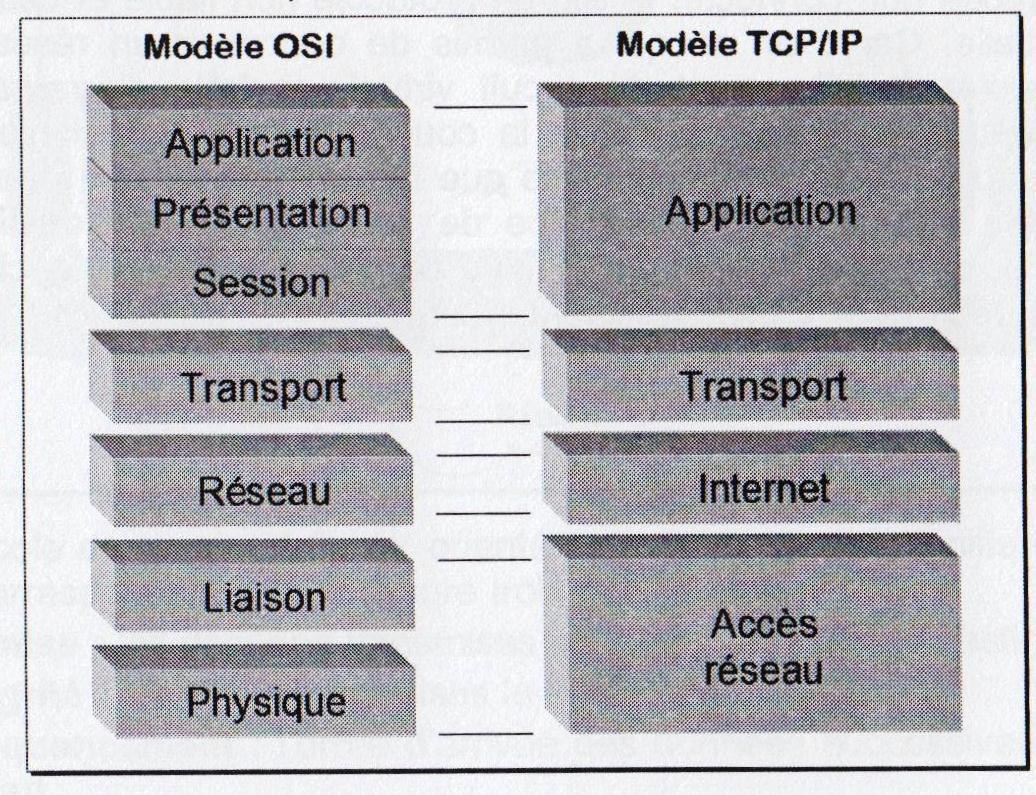 Modèle OSI
Modèle TCP/IP
Application
Présentation
Session
Transport
Réseau
Liaison
Physique
Application
Transport
Internet
Accès
réseau